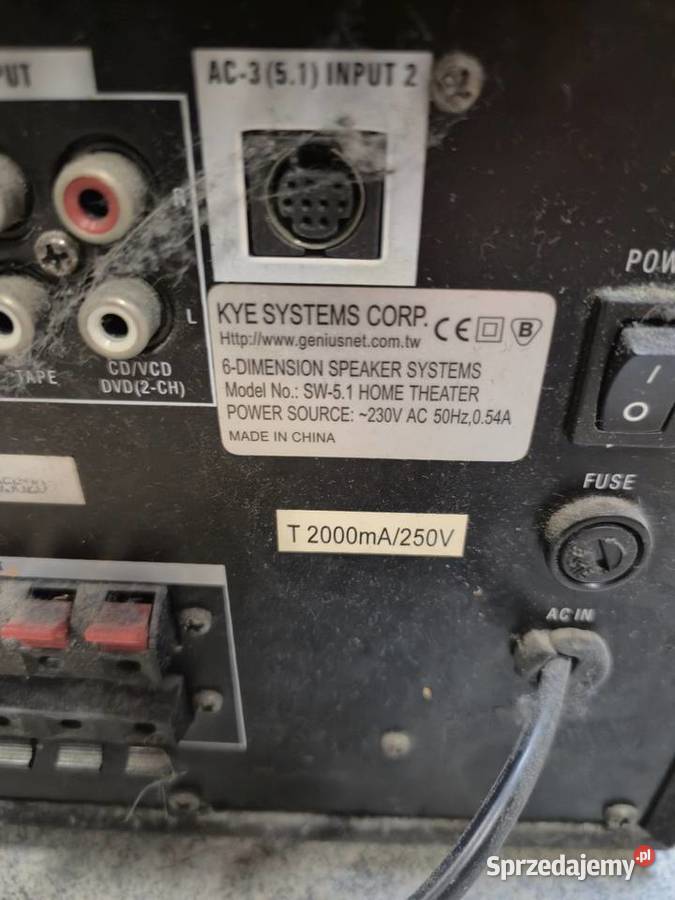 PUT
AC-3 (5.1) INPUT 2
R
L
TAPE
CD/VCD
DVD(2-CH)
KYE SYSTEMS CORP.
Http://www.geniusnet.com.tw
CE B
6-DIMENSION SPEAKER SYSTEMS
Model No.: SW-5.1 HOME THEATER
POWER SOURCE: ~230V AC 50Hz,0.54A
MADE IN CHINA
POW
I
O
FUSE
T 2000mA/250V
AC IN
Sprzedajemy.pl